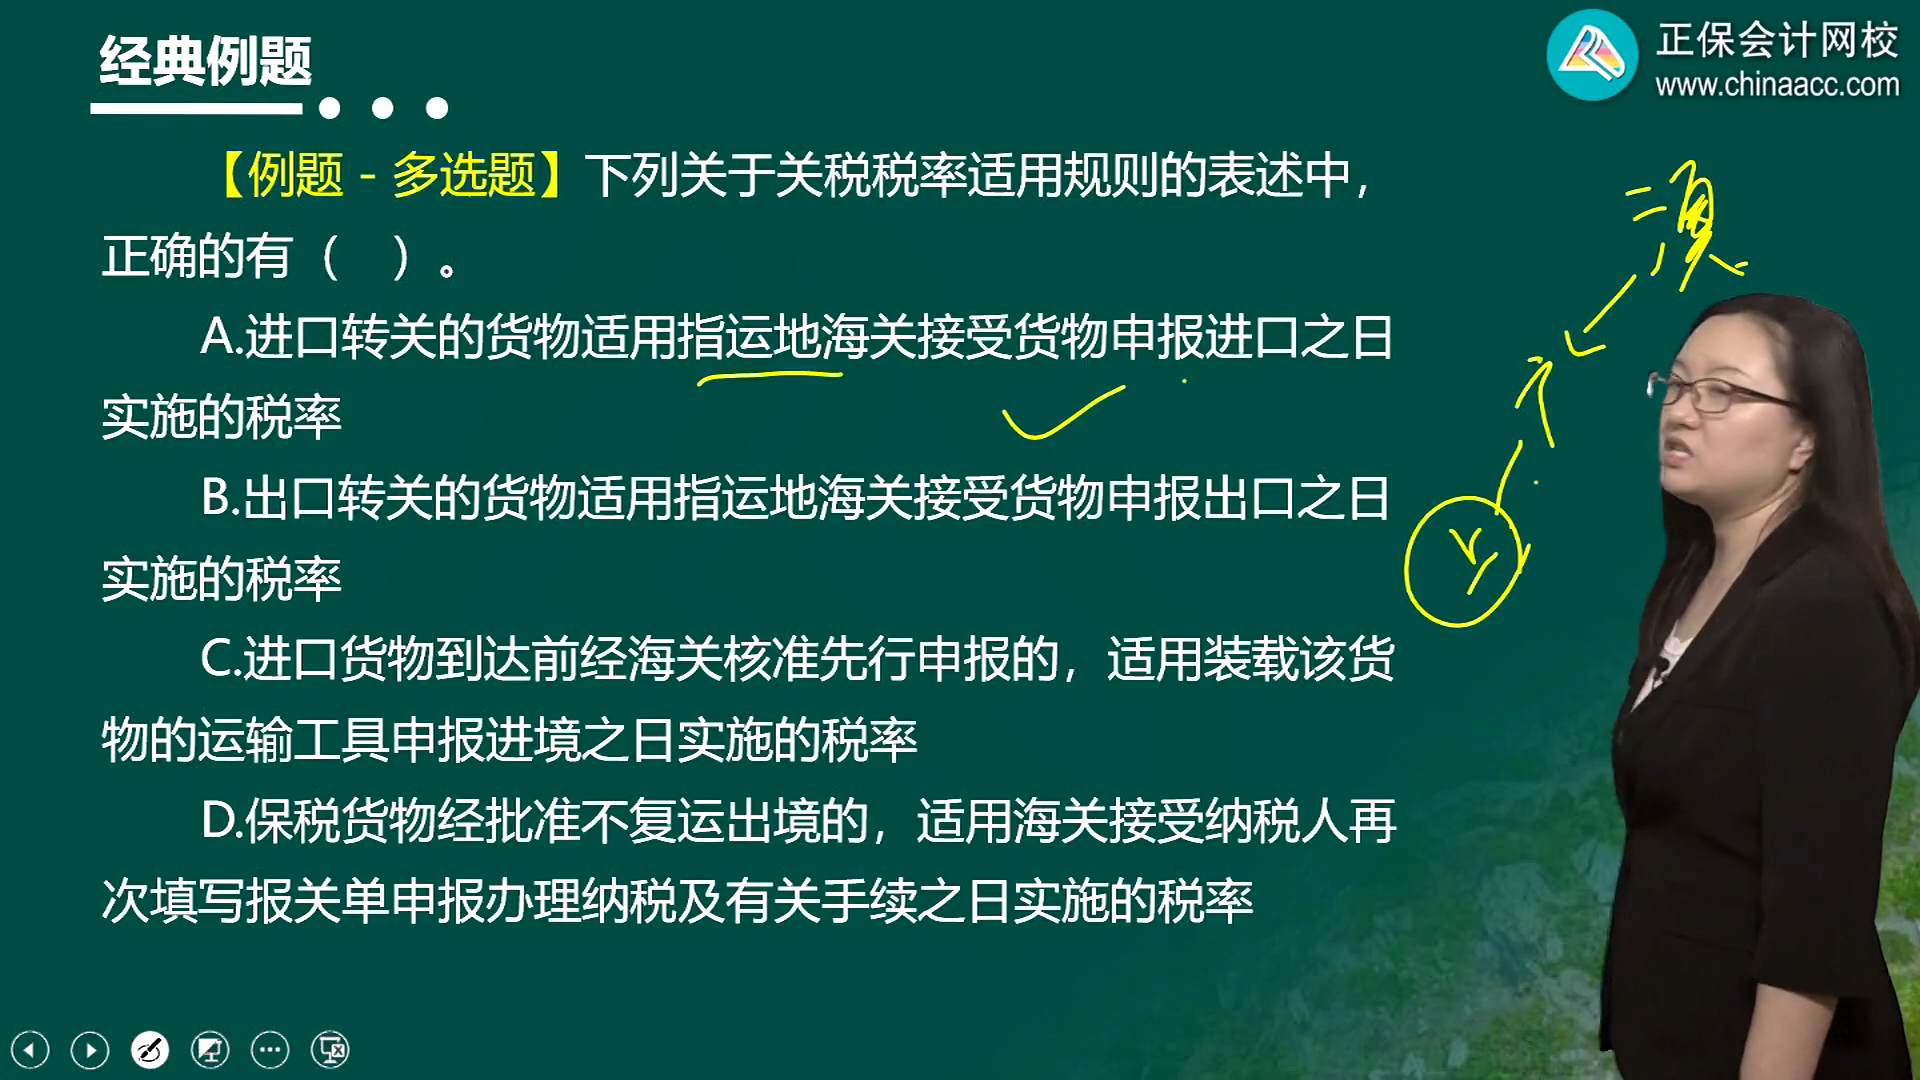 经典例题
正保会计网校
www.chinaacc.com
【例题-多选题】下列关于关税税率适用规则的表述中，
正确的有（ ）。
A.进口转关的货物适用指运地海关接受货物申报进口之日
实施的税率
B.出口转关的货物适用指运地海关接受货物申报出口之日
实施的税率
C.进口货物到达前经海关核准先行申报的，适用装载该货
物的运输工具申报进境之日实施的税率
D.保税货物经批准不复运出境的，适用海关接受纳税人再
次填写报关单申报办理纳税及有关手续之日实施的税率